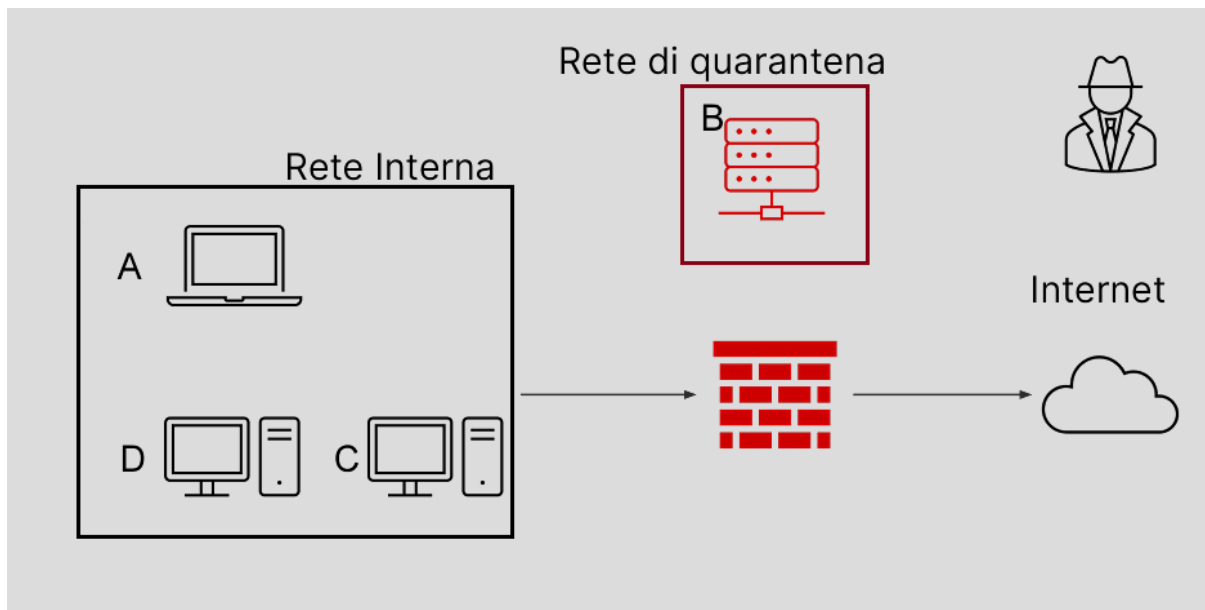 Rete di quarantena
B
Rete Interna
A
Internet
D
C